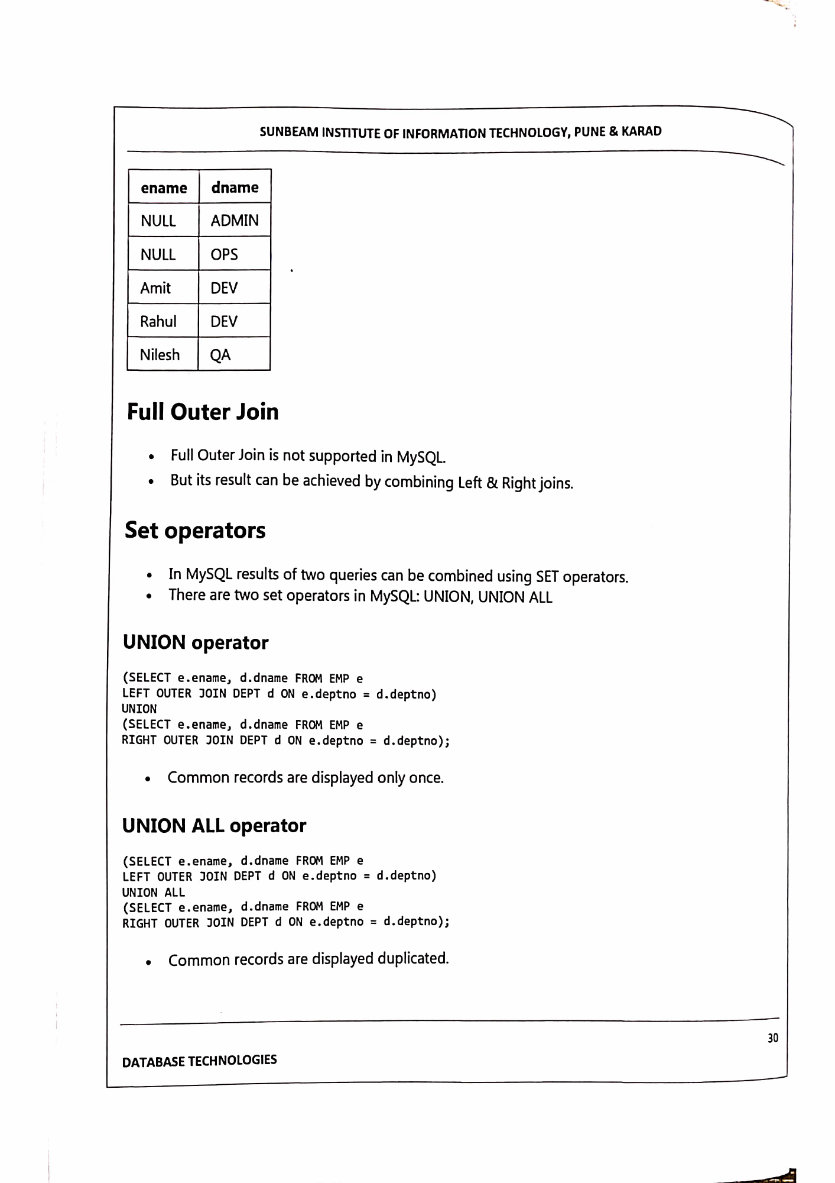 SUNBEAM INSTITUTE OF INFORMATION TECHNOLOGY, PUNE & KARAD
ename dname
NULL ADMIN
NULL OPS
Amit DEV
Rahul DEV
Nilesh QA
Full Outer Join
• Full Outer Join is not supported in MySQL.
• But its result can be achieved by combining Left & Right joins.
Set operators
• In MySQL results of two queries can be combined using SET operators.
• There are two set operators in MySQL: UNION, UNION ALL
UNION operator
(SELECT e.ename, d.dname FROM EMP e
LEFT OUTER JOIN DEPT d ON e.deptno = d.deptno)
UNION
(SELECT e.ename, d.dname FROM EMP e
RIGHT OUTER JOIN DEPT d ON e.deptno = d.deptno);
• Common records are displayed only once.
UNION ALL operator
(SELECT e.ename, d.dname FROM EMP e
LEFT OUTER JOIN DEPT d ON e.deptno = d.deptno)
UNION ALL
(SELECT e.ename, d.dname FROM EMP e
RIGHT OUTER JOIN DEPT d ON e.deptno = d.deptno);
• Common records are displayed duplicated.
30
DATABASE TECHNOLOGIES